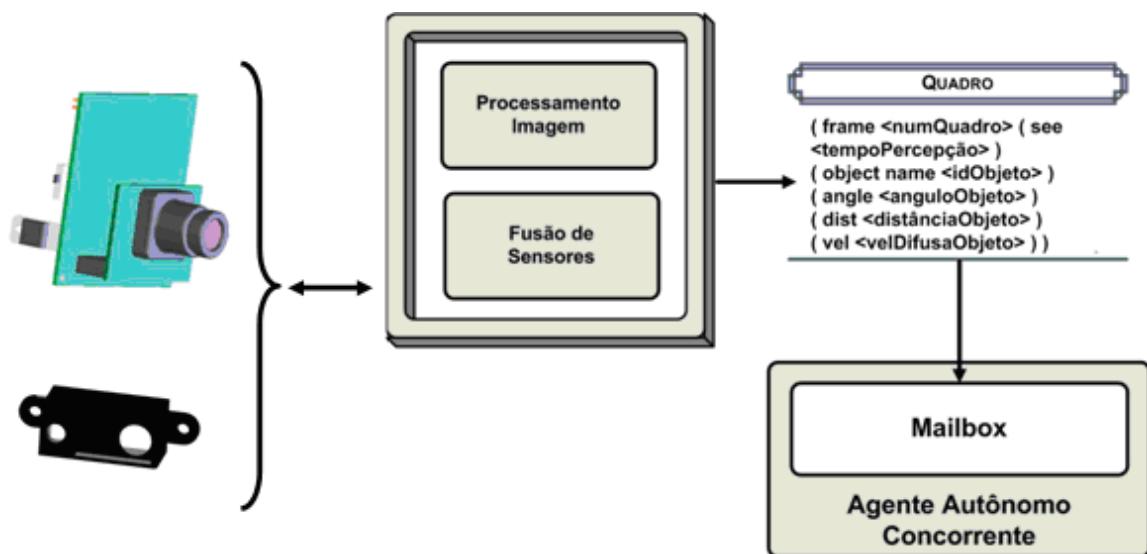 Processamento
Imagem
Fusão de
Sensores
QUADRO
( frame <numQuadro> ( see
<tempoPercepção> )
( object name <idObjeto> )
( angle <anguloObjeto> )
( dist <distânciaObjeto> )
( vel <velDifusaObjeto> ) )
Mailbox
Agente Autônomo
Concorrente